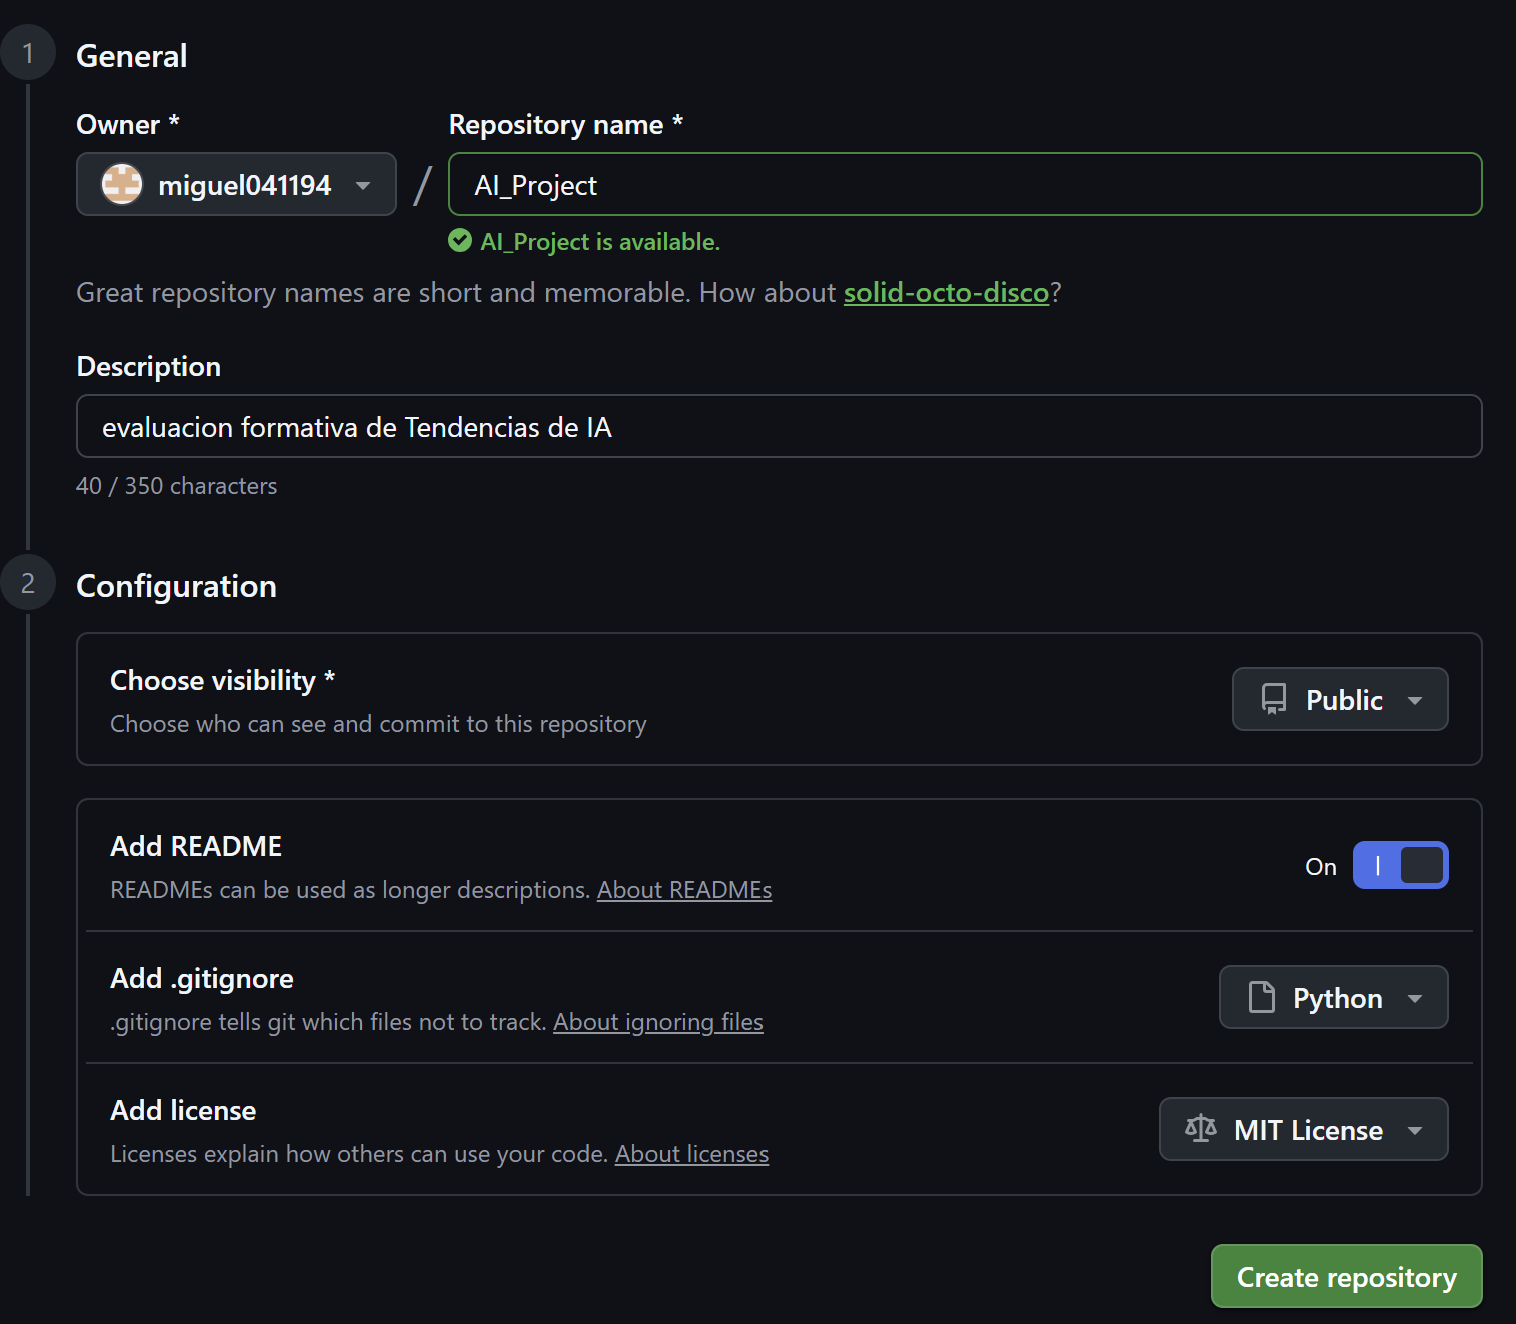 1
General
Owner *
Repository name *
miguel041194
/
AI_Project
AI_Project is available.
Great repository names are short and memorable. How about solid-octo-disco?
Description
evaluacion formativa de Tendencias de IA
40 / 350 characters
2
Configuration
Choose visibility *
Choose who can see and commit to this repository
Public
Add README
READMEs can be used as longer descriptions. About READMEs
On
Add .gitignore
.gitignore tells git which files not to track. About ignoring files
Python
Add license
Licenses explain how others can use your code. About licenses
MIT License
Create repository